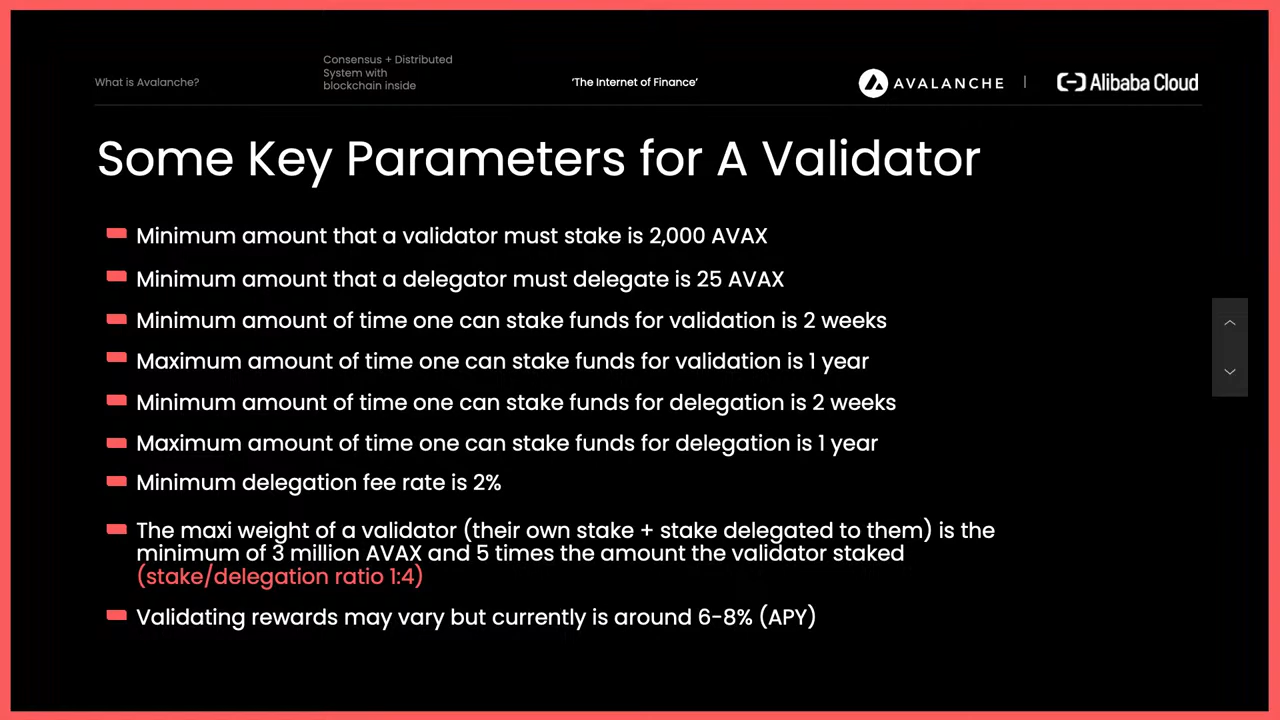 What is Avalanche?
Consensus + Distributed
System with
blockchain inside
‘The Internet of Finance’
AVALANCHE | Alibaba Cloud
Some Key Parameters for A Validator
Minimum amount that a validator must stake is 2,000 AVAX
Minimum amount that a delegator must delegate is 25 AVAX
Minimum amount of time one can stake funds for validation is 2 weeks
Maximum amount of time one can stake funds for validation is 1 year
Minimum amount of time one can stake funds for delegation is 2 weeks
Maximum amount of time one can stake funds for delegation is 1 year
Minimum delegation fee rate is 2%
The maxi weight of a validator (their own stake + stake delegated to them) is the
minimum of 3 million AVAX and 5 times the amount the validator staked
(stake/delegation ratio 1:4)
Validating rewards may vary but currently is around 6-8% (APY)